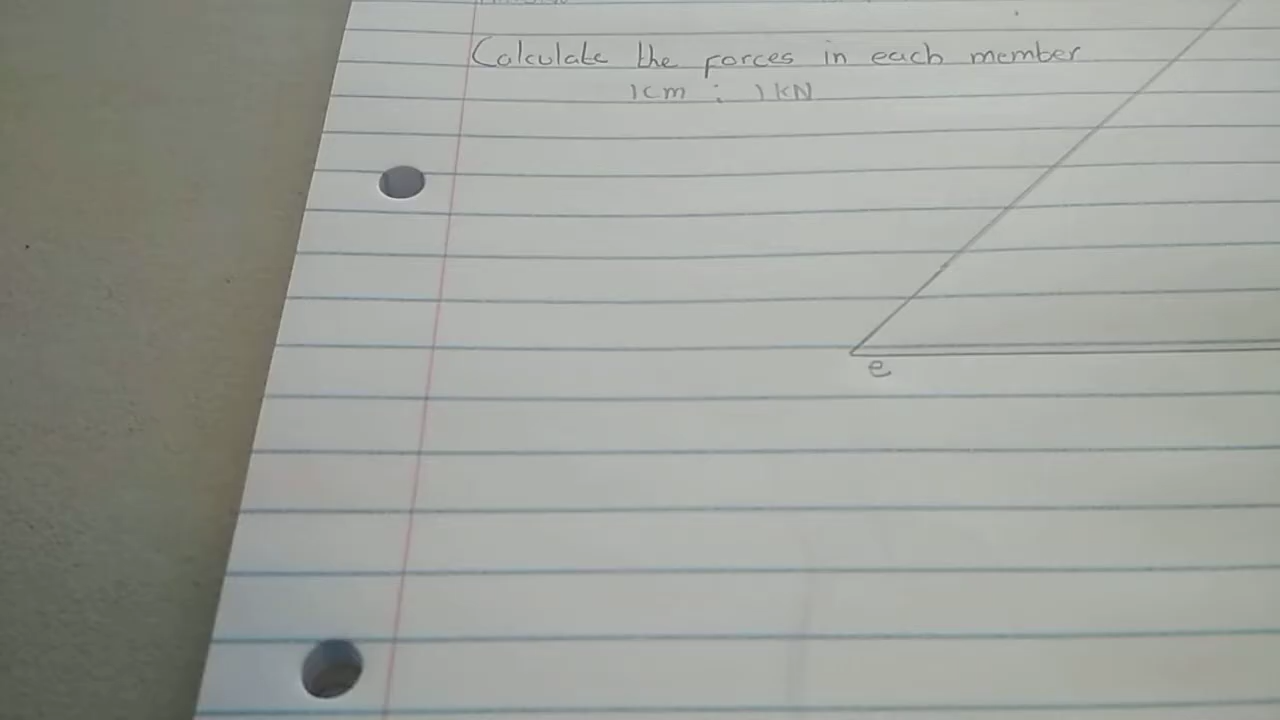 Calculate the forces in each member
1cm : 1KN
e